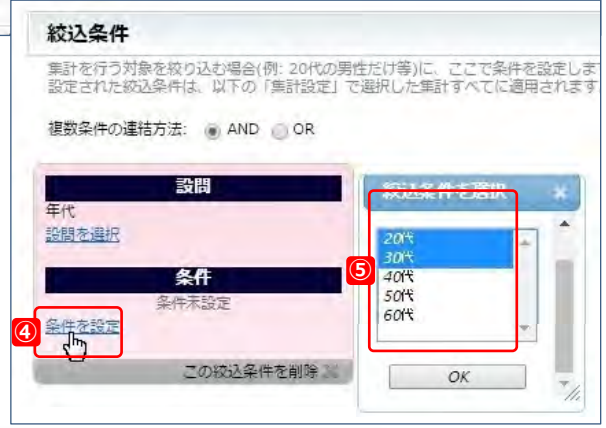 絞込条件
集計を行う対象を絞り込む場合(例: 20代の男性だけ等)に、ここで条件を設定しま
設定された絞込条件は、以下の「集計設定」で選択した集計すべてに適用されます
複数条件の連結方法: AND OR
設問
年代
設問を選択
条件
条件未設定
④ 条件を設定
この絞込条件を削除
絞込条件を選択
⑤
20代
30代
40代
50代
60代
OK